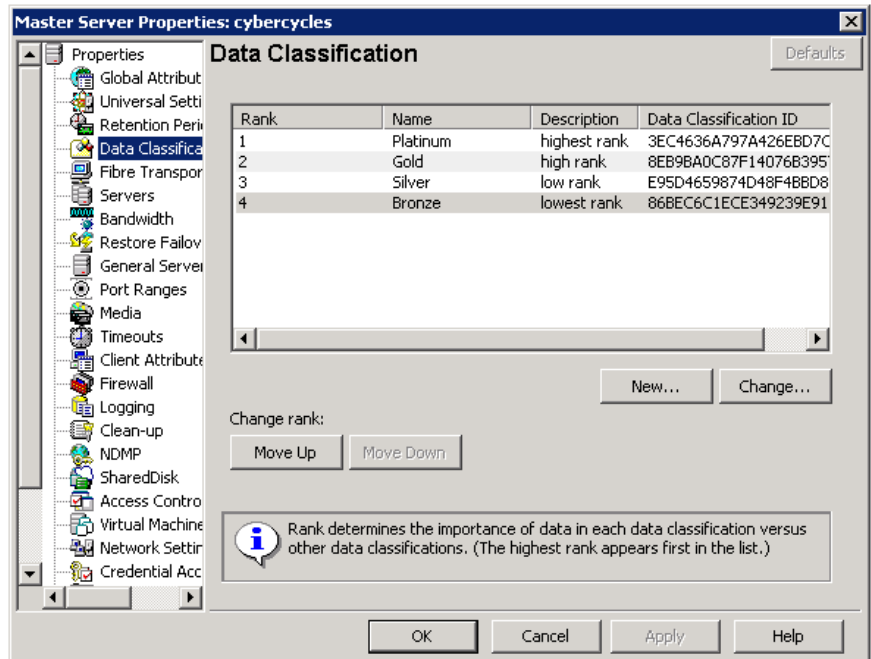 Master Server Properties: cybercycles
Properties
Global Attribut
Universal Setti
Retention Peri
Data Classifica
Fibre Transpor
Servers
Bandwidth
Restore Failov
General Server
Port Ranges
Media
Timeouts
Client Attribute
Firewall
Logging
Clean-up
NDMP
SharedDisk
Access Contro
Virtual Machine
Network Settin
Credential Acc
Data Classification
Defaults
Rank Name Description Data Classification ID
1 Platinum highest rank 3EC4636A797A426EBD7C
2 Gold high rank 8EB9BA0C87F14076B395
3 Silver low rank E95D4659874D48F4BBD8
4 Bronze lowest rank 86BEC6C1ECE349239E91
New... Change...
Change rank:
Move Up Move Down
Rank determines the importance of data in each data classification versus
other data classifications. (The highest rank appears first in the list.)
OK Cancel Apply Help